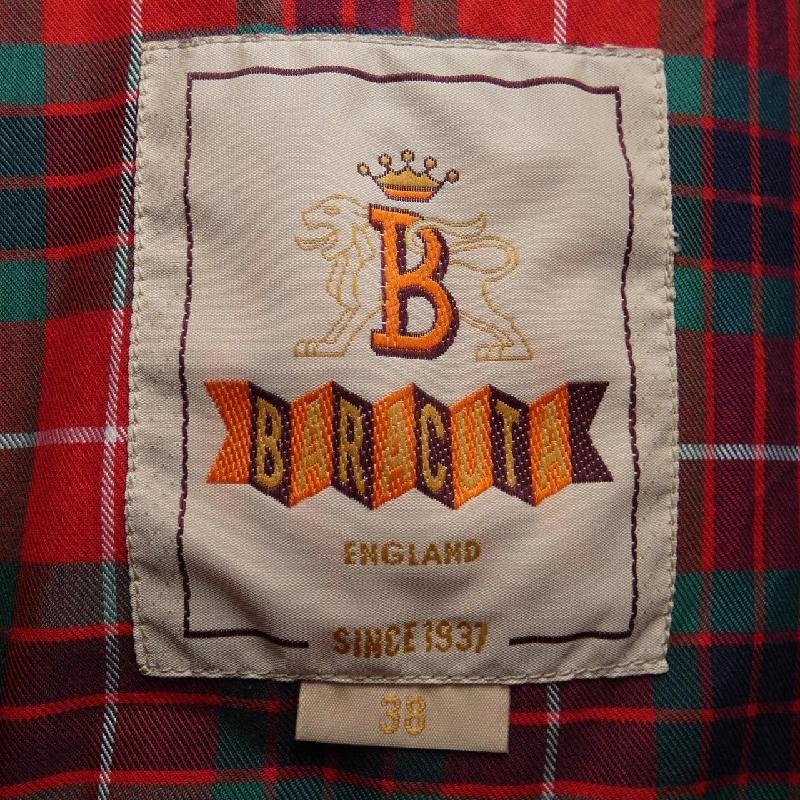 B
BARACUTA
ENGLAND
SINCE 1937
38